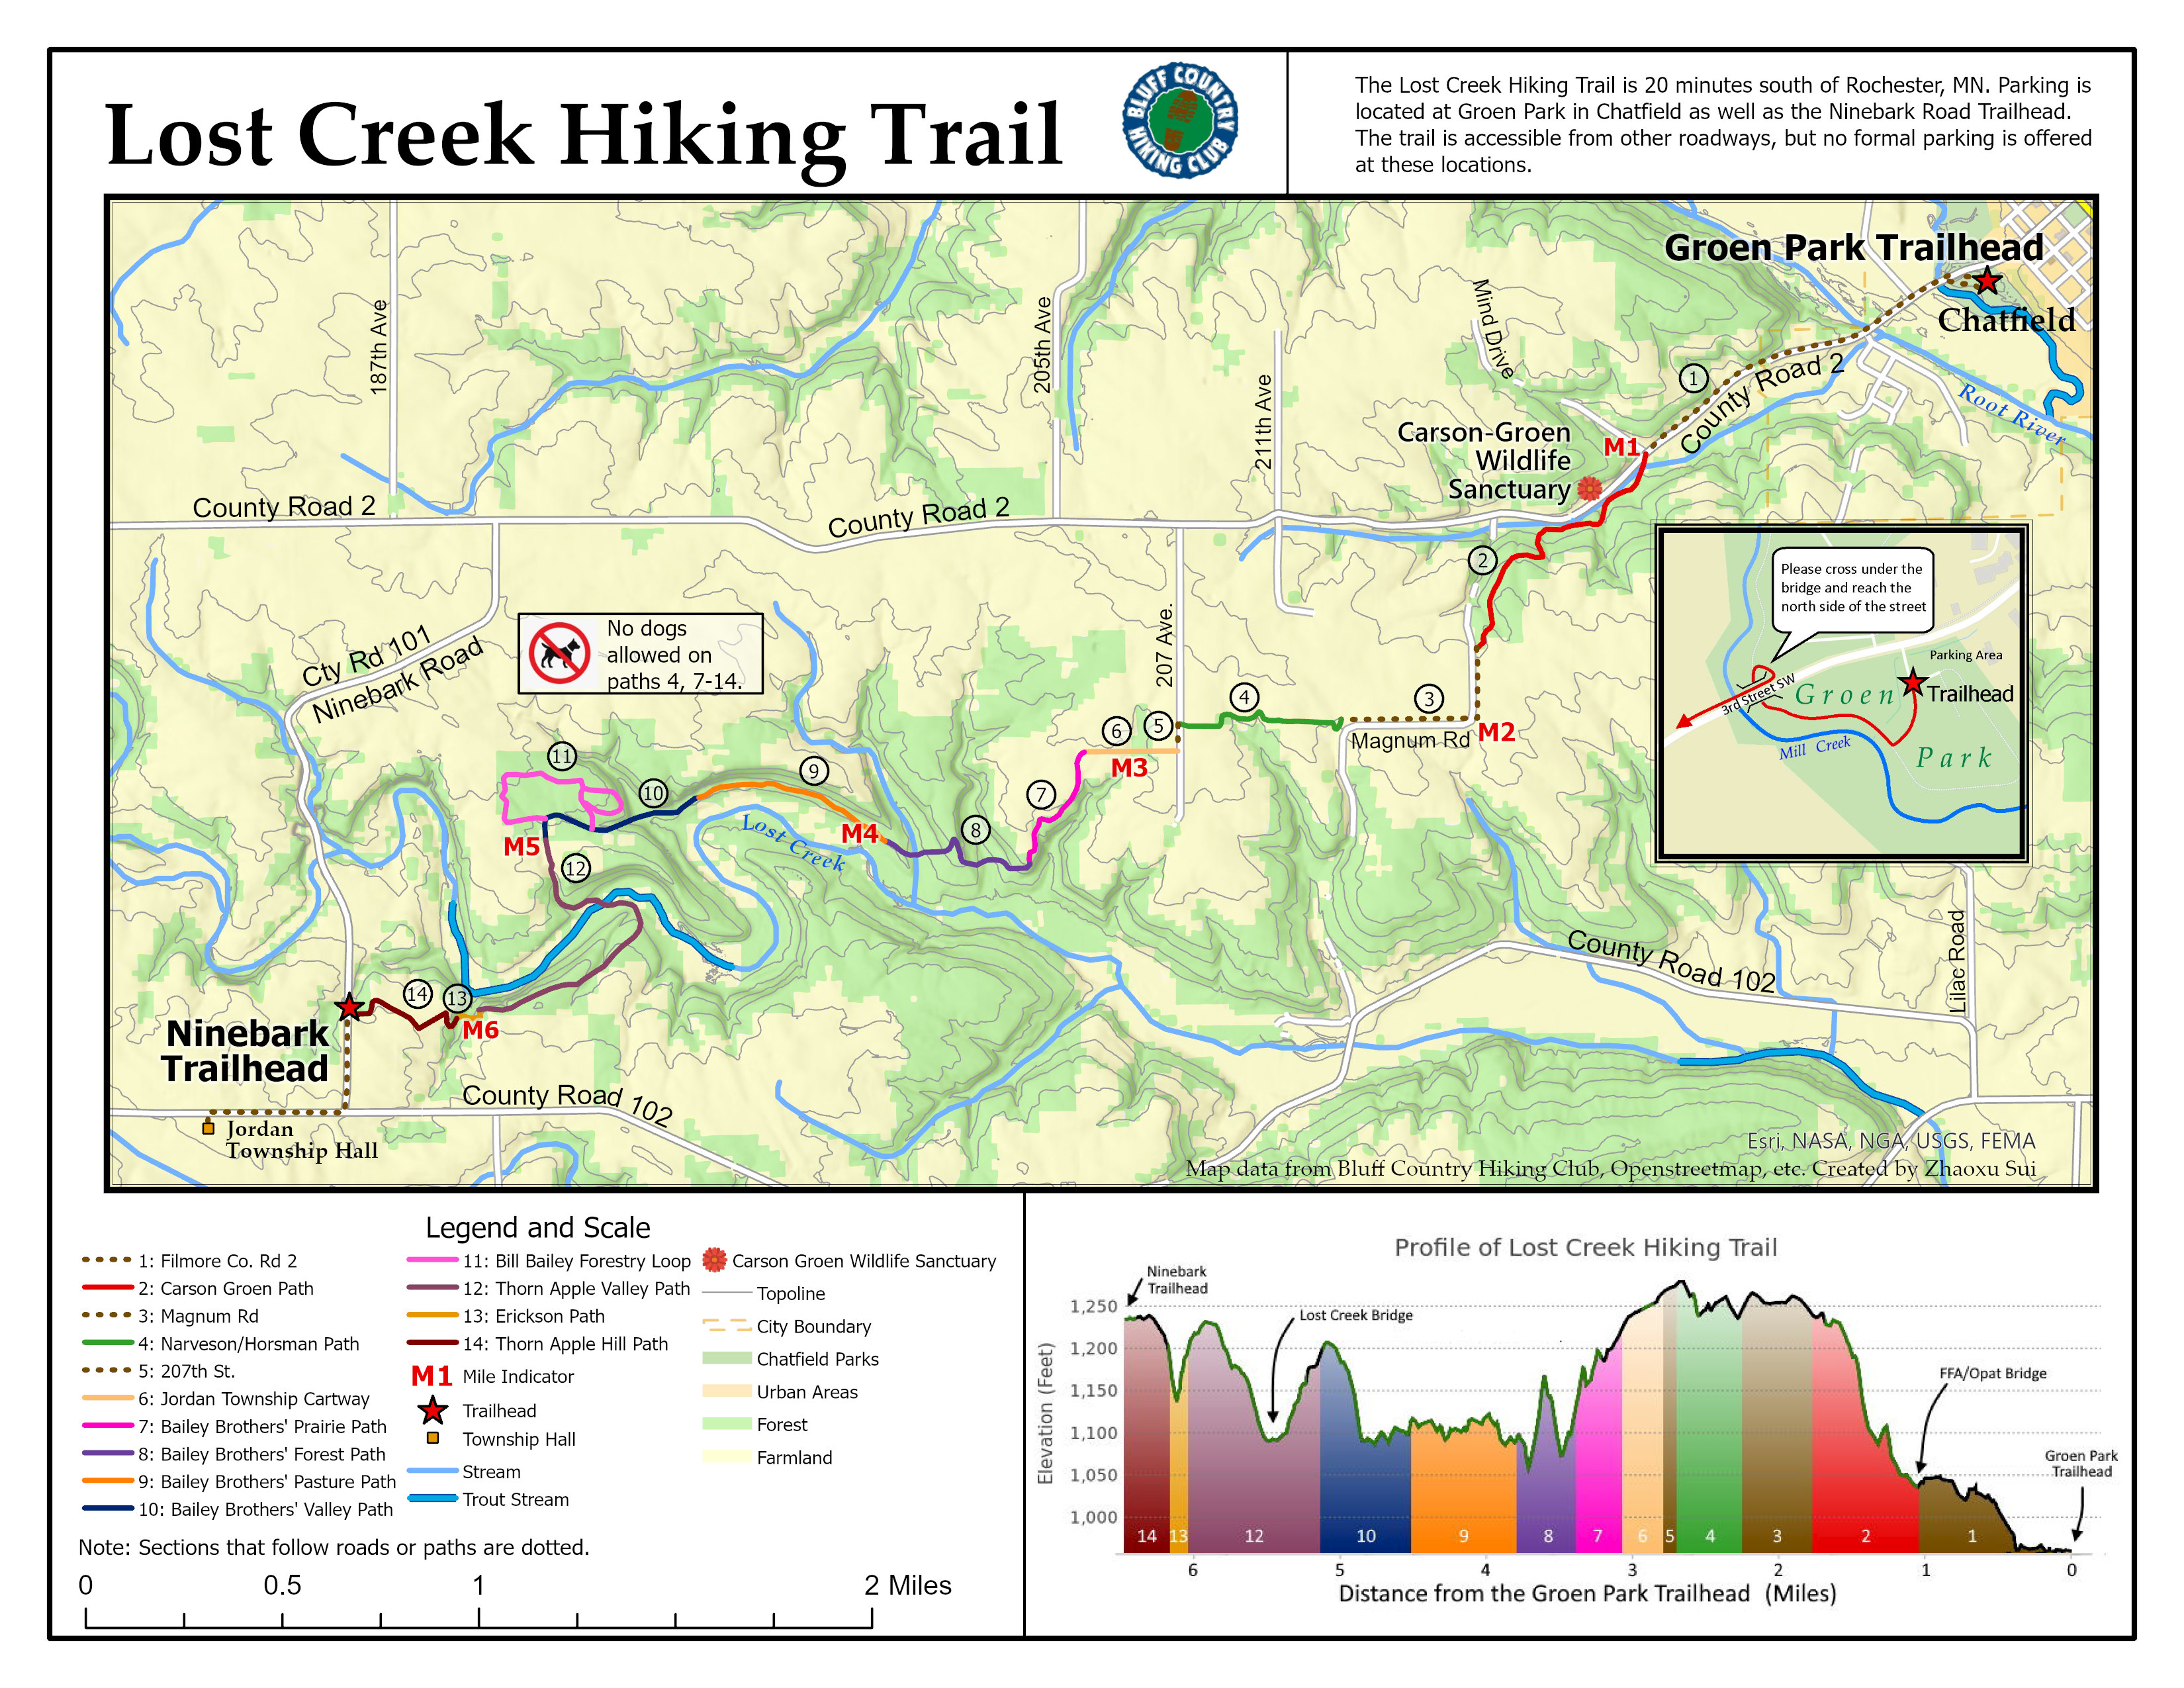 Lost Creek Hiking Trail
BLUFF COUNTRY
HIKING CLUB
The Lost Creek Hiking Trail is 20 minutes south of Rochester, MN. Parking is
located at Groen Park in Chatfield as well as the Ninebark Road Trailhead.
The trail is accessible from other roadways, but no formal parking is offered
at these locations.
Groen Park Trailhead
Chatfield
187th Ave
205th Ave
211th Ave
Mind Drive
1
County Road 2
Root River
Carson-Groen
Wildlife
Sanctuary
M1
County Road 2
County Road 2
2
Please cross under the
bridge and reach the
north side of the street
Parking Area
Trailhead
3rd Street SW
Groen
Park
Mill Creek
Cty Rd 101
Ninebark Road
No dogs
allowed on
paths 4, 7-14.
207 Ave.
4
3
5
6
Magnum Rd
M2
M3
11
10
9
7
8
M4
Lost Creek
M5
12
County Road 102
Lilac Road
14
13
M6
Ninebark
Trailhead
County Road 102
Jordan
Township Hall
Esri, NASA, NGA, USGS, FEMA
Map data from Bluff Country Hiking Club, Openstreetmap, etc. Created by Zhaoxu Sui
Legend and Scale
1: Filmore Co. Rd 2
2: Carson Groen Path
3: Magnum Rd
4: Narveson/Horsman Path
5: 207th St.
6: Jordan Township Cartway
7: Bailey Brothers' Prairie Path
8: Bailey Brothers' Forest Path
9: Bailey Brothers' Pasture Path
10: Bailey Brothers' Valley Path
11: Bill Bailey Forestry Loop
12: Thorn Apple Valley Path
13: Erickson Path
14: Thorn Apple Hill Path
M1 Mile Indicator
Trailhead
Township Hall
Stream
Trout Stream
Carson Groen Wildlife Sanctuary
Topoline
City Boundary
Chatfield Parks
Urban Areas
Forest
Farmland
Note: Sections that follow roads or paths are dotted.
0 0.5 1 2 Miles
Profile of Lost Creek Hiking Trail
Ninebark
Trailhead
Lost Creek Bridge
FFA/Opat Bridge
Groen Park
Trailhead
Elevation (Feet)
1,250
1,200
1,150
1,100
1,050
1,000
14 13 12 10 9 8 7 6 5 4 3 2 1
6 5 4 3 2 1 0
Distance from the Groen Park Trailhead (Miles)